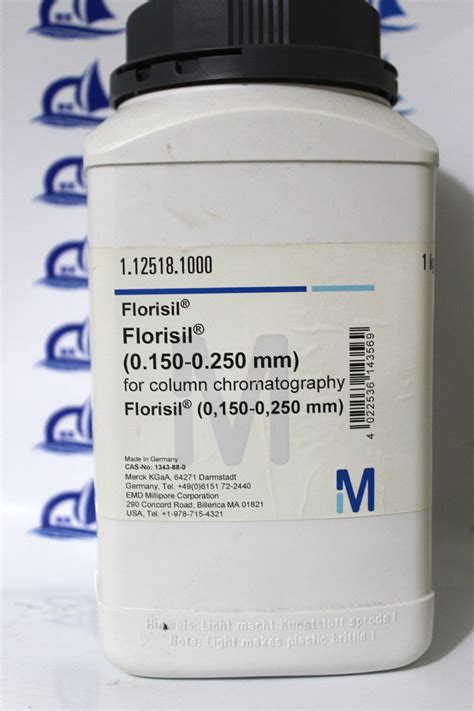 1.12518.1000
1 kg
Florisil®
Florisil®
(0.150-0.250 mm)
for column chromatography
Florisil® (0,150-0,250 mm)
4 022536 143569
Made in Germany
CAS-No: 1343-88-0
Merck KGaA, 64271 Darmstadt
Germany, Tel. +49(0)6151 72-2440
EMD Millipore Corporation
290 Concord Road, Billerica MA 01821
USA, Tel. +1-978-715-4321
M
M
Hinweis: Licht macht Kunststoff spröde !
Note: Light makes plastic brittle !